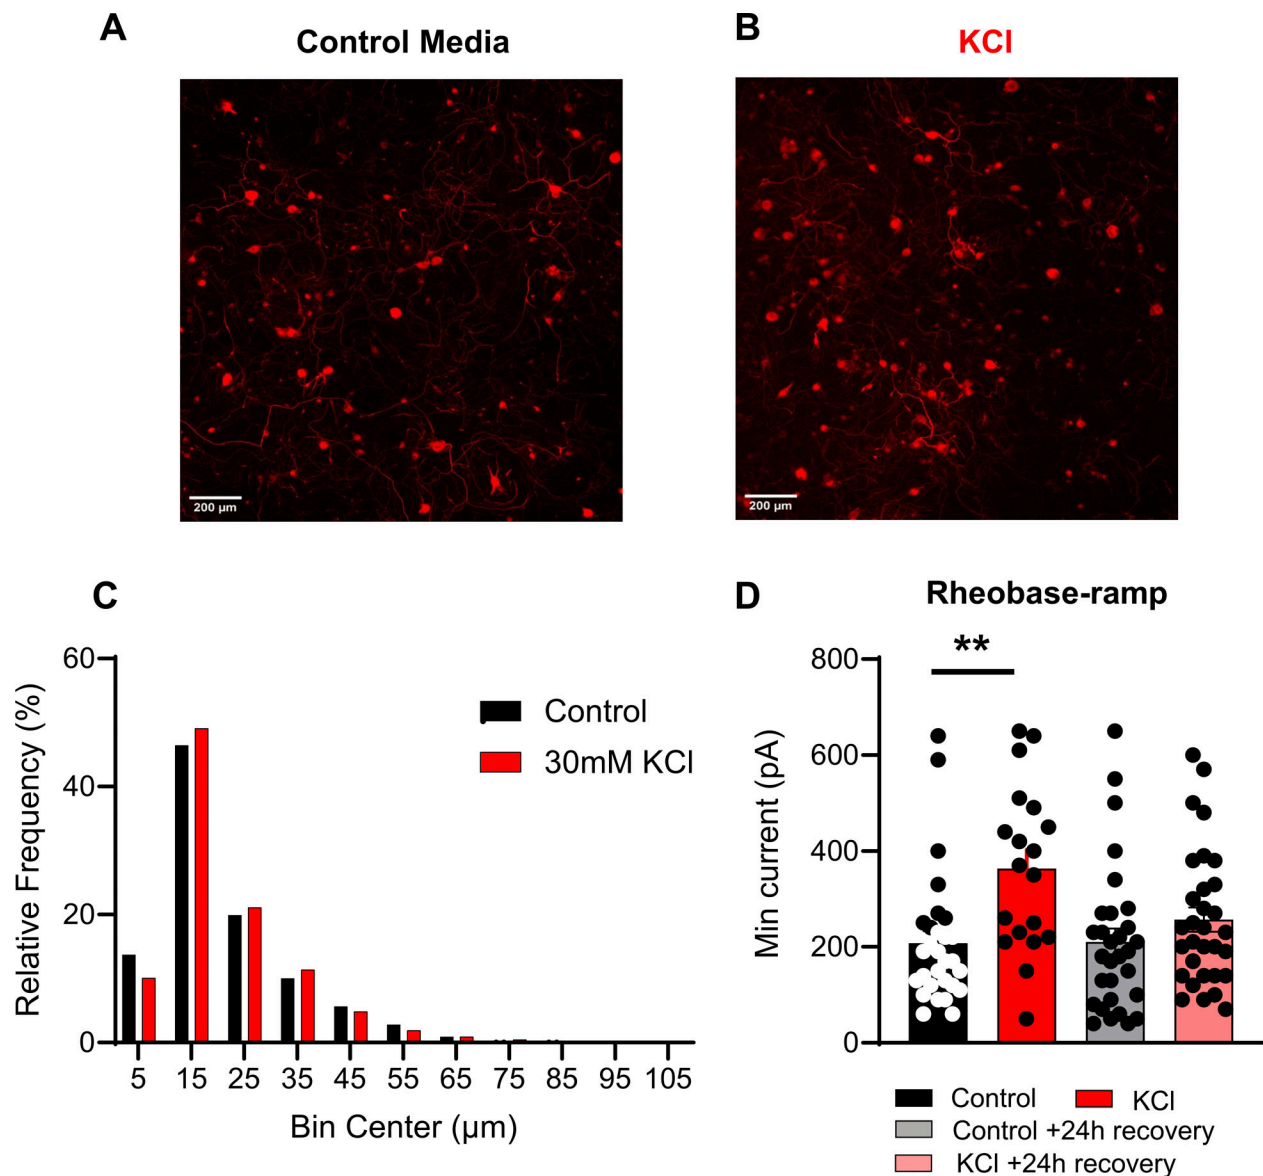 A
Control Media
B
KCl
200 µm
200 µm
C
60
40
20
0
Relative Frequency (%)
Control
30mM KCl
5 15 25 35 45 55 65 75 85 95 105
Bin Center (µm)
D
Rheobase-ramp
**
800
600
400
200
0
Min current (pA)
Control KCl
Control +24h recovery
KCl +24h recovery